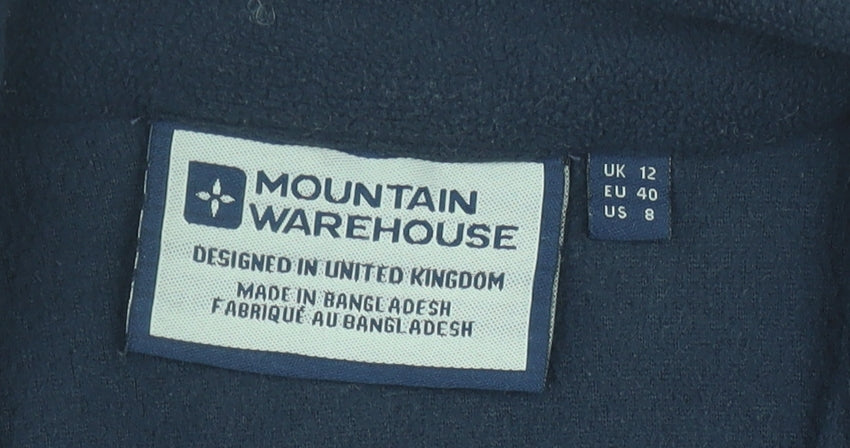 MOUNTAIN
WAREHOUSE
DESIGNED IN UNITED KINGDOM
MADE IN BANGLADESH
FABRIQUÉ AU BANGLADESH
UK 12
EU 40
US 8